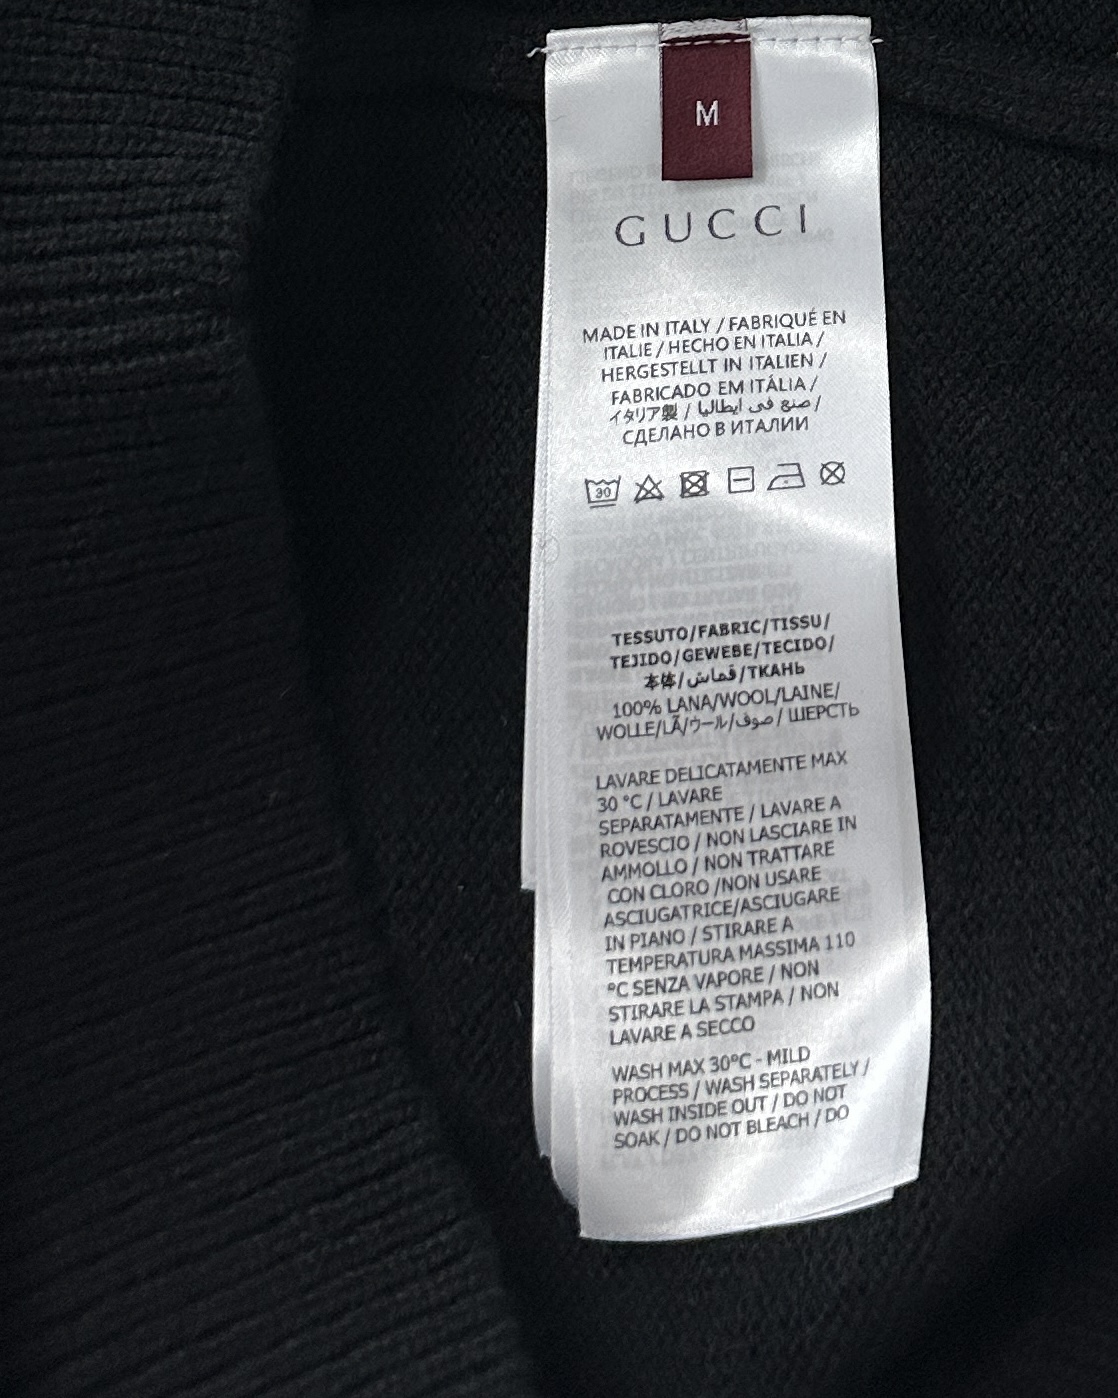 M
GUCCI
MADE IN ITALY / FABRIQUÉ EN
ITALIE / HECHO EN ITALIA /
HERGESTELLT IN ITALIEN /
FABRICADO EM ITÁLIA /
イタリア製 / صنع في ايطاليا /
СДЕЛАНО В ИТАЛИИ
30
TESSUTO/FABRIC/TISSU/
TEJIDO/GEWEBE/TECIDO/
本体/قماش/ТКАНЬ
100% LANA/WOOL/LAINE/
WOLLE/LÃ/ウール/صوف/ ШЕРСТЬ
LAVARE DELICATAMENTE MAX
30 °C / LAVARE
SEPARATAMENTE / LAVARE A
ROVESCIO / NON LASCIARE IN
AMMOLLO / NON TRATTARE
CON CLORO /NON USARE
ASCIUGATRICE/ASCIUGARE
IN PIANO / STIRARE A
TEMPERATURA MASSIMA 110
°C SENZA VAPORE / NON
STIRARE LA STAMPA / NON
LAVARE A SECCO
WASH MAX 30°C - MILD
PROCESS / WASH SEPARATELY /
WASH INSIDE OUT / DO NOT
SOAK / DO NOT BLEACH / DO